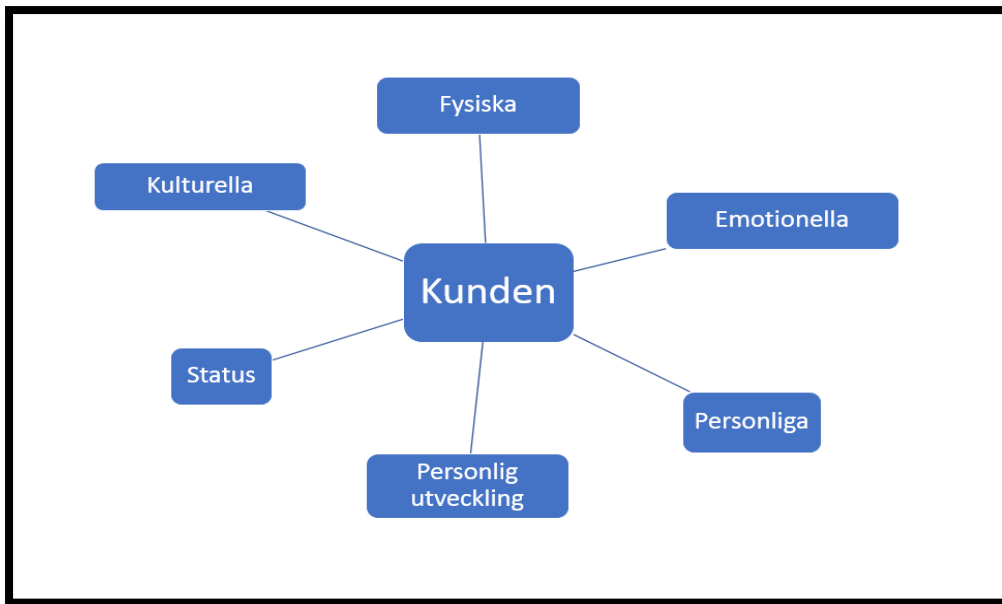 Fysiska
Kulturella
Emotionella
Kunden
Status
Personliga
Personlig
utveckling